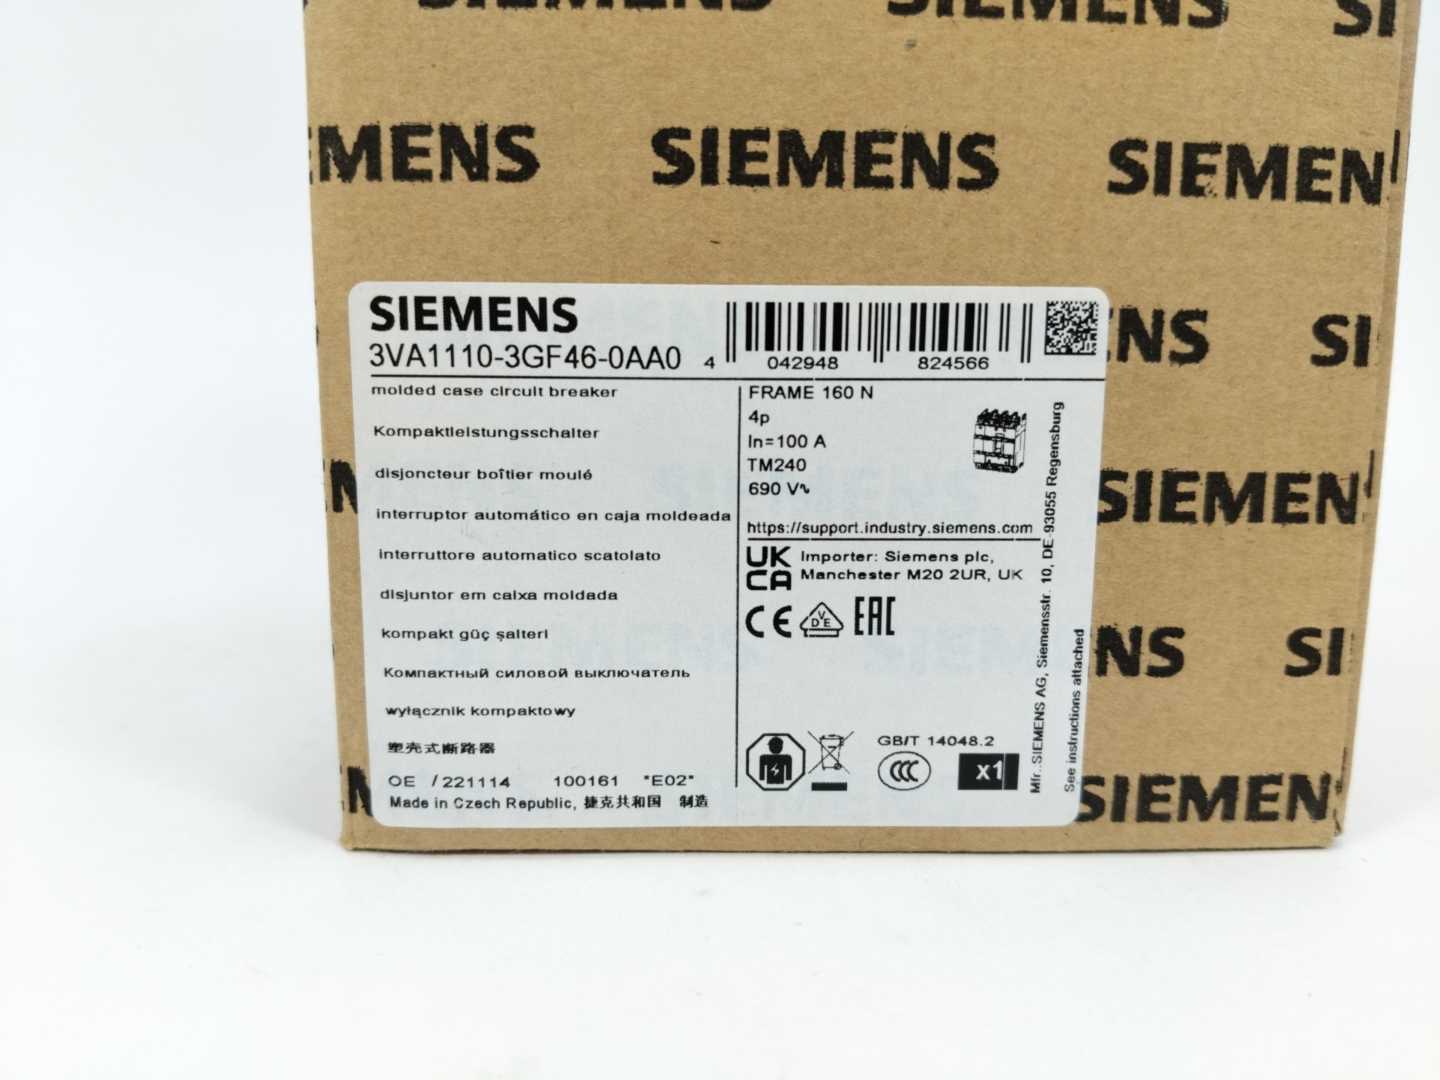 SIEMENS SIEMENS SI
MENS SIEMENS SIEMEN
SIEMENS
3VA1110-3GF46-0AA0
4 042948 824566
ENS SI
molded case circuit breaker
Kompaktleistungsschalter
disjoncteur boîtier moulé
interruptor automático en caja moldeada
interruttore automatico scatolato
disjuntor em caixa moldada
kompakt güç şalteri
Компактный силовой выключатель
wyłącznik kompaktowy
塑壳式断路器
OE /221114 100161 "E02"
Made in Czech Republic, 捷克共和国 制造
FRAME 160 N
4p
In=100 A
TM240
690 V∿
https://support.industry.siemens.com
UK
CA
Importer: Siemens plc,
Manchester M20 2UR, UK
CE VDE EAC
GB/T 14048.2
CCC x1
Mfr.:SIEMENS AG, Siemensstr. 10, DE-93055 Regensburg
See instructions attached
N SIEMEN
NS SI
N SIEMEN